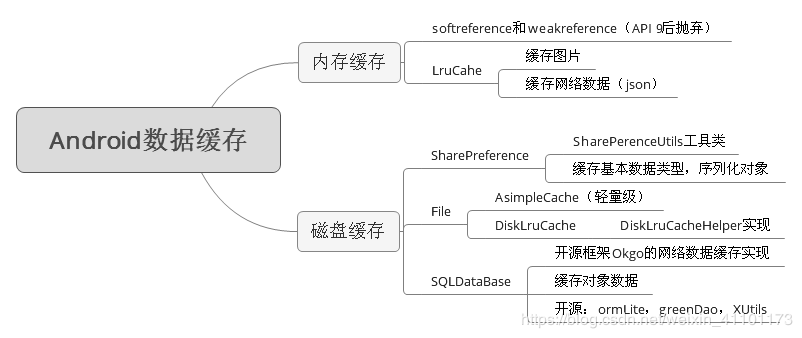 Android数据缓存
内存缓存
softreference和weakreference（API 9后抛弃）
LruCahe
缓存图片
缓存网络数据（json）
磁盘缓存
SharePreference
SharePerenceUtils工具类
缓存基本数据类型，序列化对象
File
AsimpleCache（轻量级）
DiskLruCache DiskLruCacheHelper实现
SQLDataBase
开源框架Okgo的网络数据缓存实现
缓存对象数据
开源：ormLite，greenDao，XUtils
https://blog.csdn.net/weixin_41101173